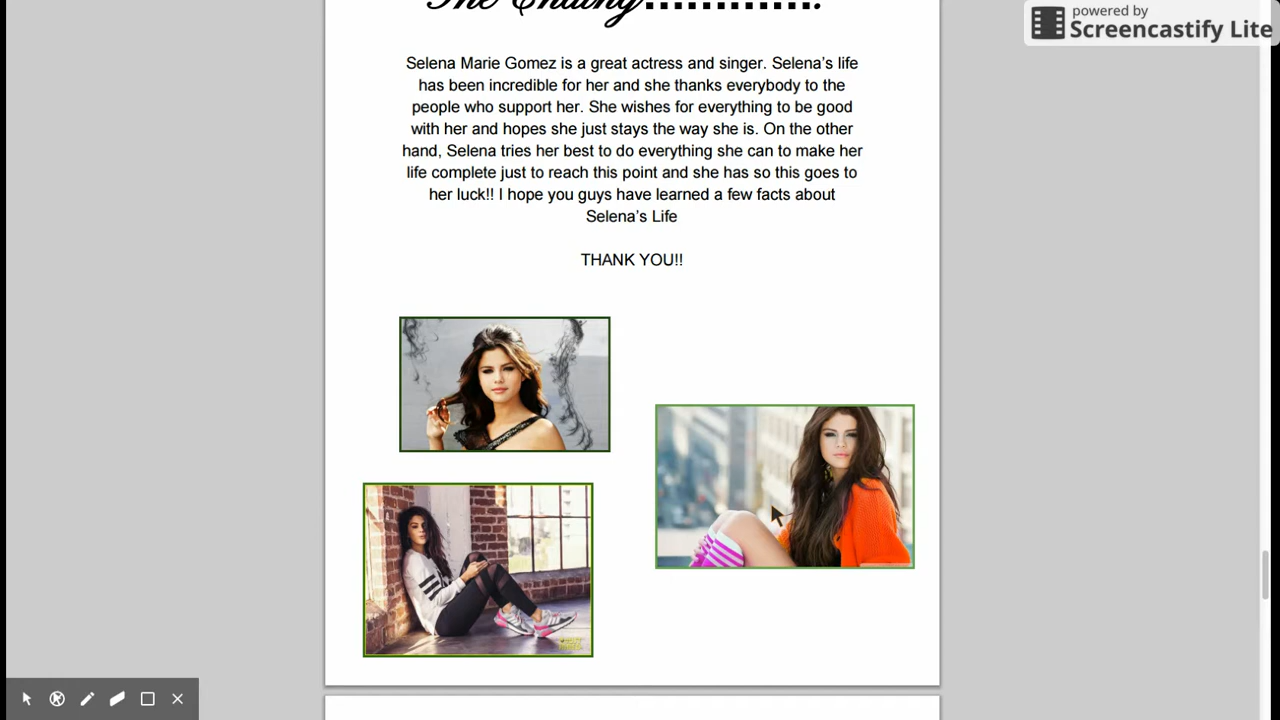 The Ending.............
powered by
Screencastify Lite
Selena Marie Gomez is a great actress and singer. Selena’s life
has been incredible for her and she thanks everybody to the
people who support her. She wishes for everything to be good
with her and hopes she just stays the way she is. On the other
hand, Selena tries her best to do everything she can to make her
life complete just to reach this point and she has so this goes to
her luck!! I hope you guys have learned a few facts about
Selena’s Life
THANK YOU!!